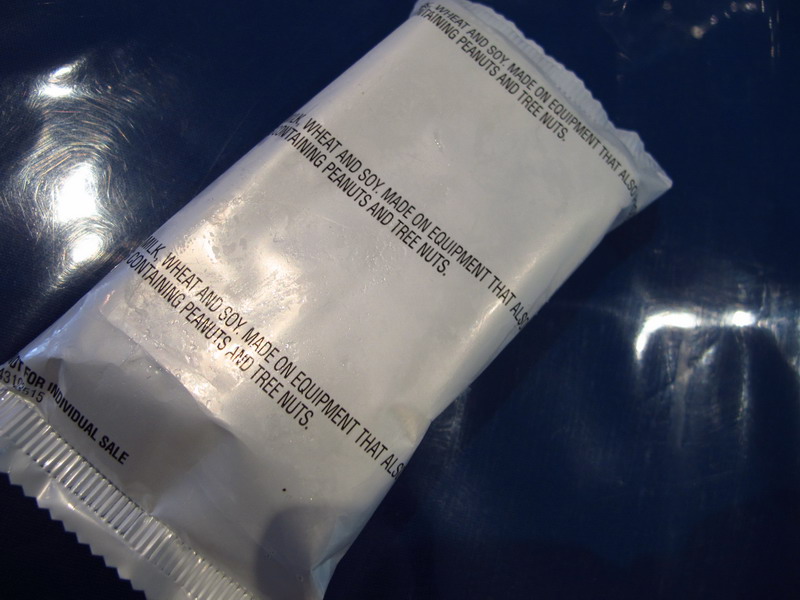 WHEAT AND SOY. MADE ON EQUIPMENT THAT ALSO
CONTAINING PEANUTS AND TREE NUTS.
MILK, WHEAT AND SOY. MADE ON EQUIPMENT THAT ALSO
CONTAINING PEANUTS AND TREE NUTS.
MILK, WHEAT AND SOY. MADE ON EQUIPMENT THAT ALSO
CONTAINING PEANUTS AND TREE NUTS.
NOT FOR INDIVIDUAL SALE